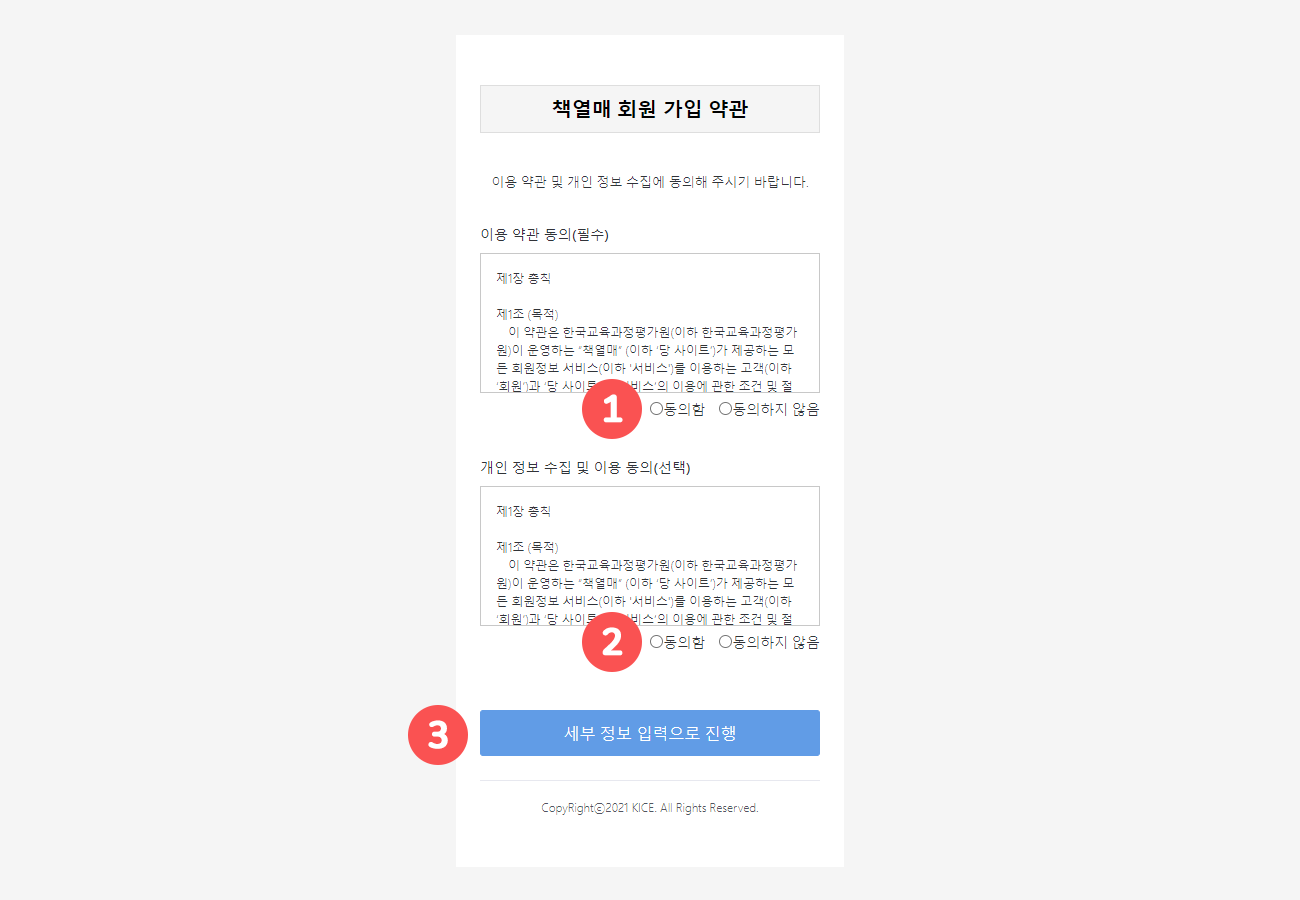 책열매 회원 가입 약관
이용 약관 및 개인 정보 수집에 동의해 주시기 바랍니다.
이용 약관 동의(필수)
제1장 총칙
제1조 (목적)
이 약관은 한국교육과정평가원(이하 한국교육과정평가
원)이 운영하는 “책열매” (이하 ‘당 사이트’)가 제공하는 모
든 회원정보 서비스(이하 ‘서비스’)를 이용하는 고객(이하
‘회원’)과 ‘당 사이트 비스’의 이용에 관한 조건 및 절
1 동의함 동의하지 않음
개인 정보 수집 및 이용 동의(선택)
제1장 총칙
제1조 (목적)
이 약관은 한국교육과정평가원(이하 한국교육과정평가
원)이 운영하는 “책열매” (이하 ‘당 사이트’)가 제공하는 모
든 회원정보 서비스(이하 ‘서비스’)를 이용하는 고객(이하
‘회원’)과 ‘당 사이트 비스’의 이용에 관한 조건 및 절
2 동의함 동의하지 않음
3 세부 정보 입력으로 진행
CopyRightⓒ2021 KICE. All Rights Reserved.